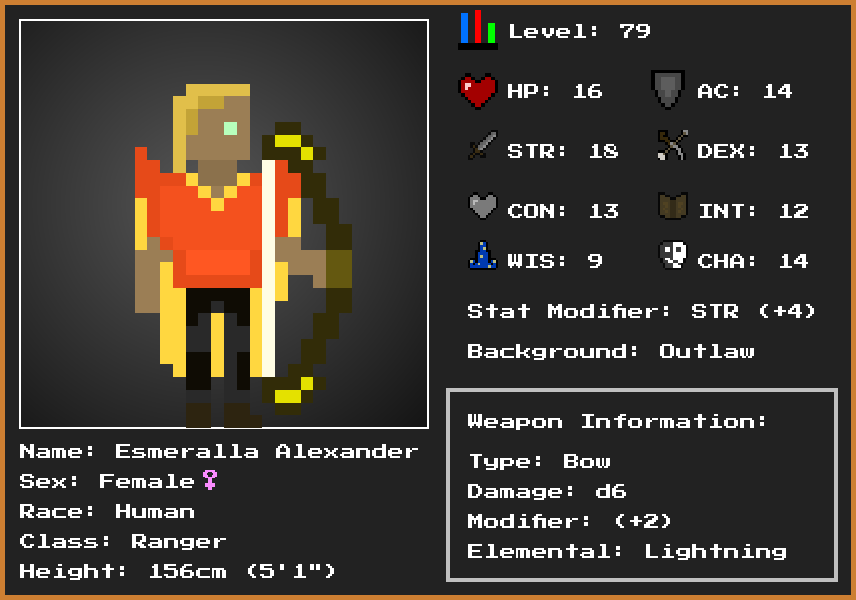 Level: 79
HP: 16 AC: 14
STR: 18 DEX: 13
CON: 13 INT: 12
WIS: 9 CHA: 14
Stat Modifier: STR (+4)
Background: Outlaw
Weapon Information:
Type: Bow
Damage: d6
Modifier: (+2)
Elemental: Lightning
Name: Esmeralla Alexander
Sex: Female♀
Race: Human
Class: Ranger
Height: 156cm (5'1")